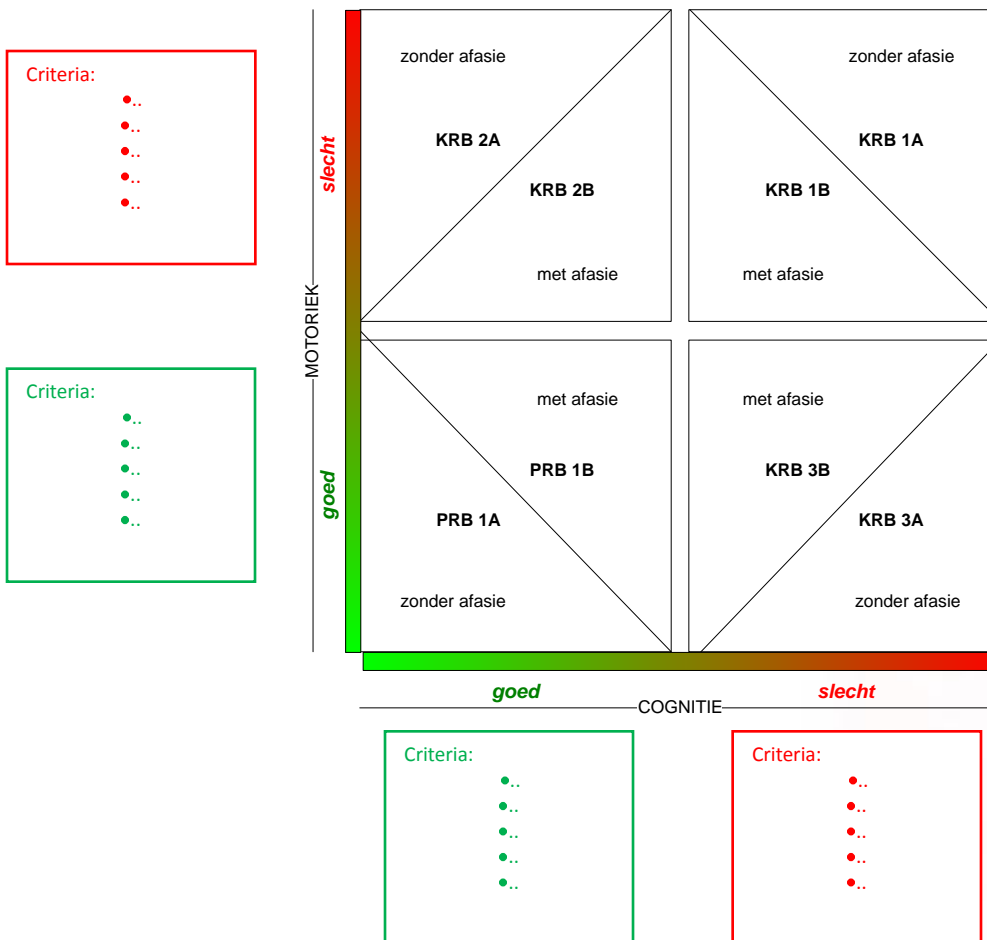 Criteria:
•..
•..
•..
•..
•..
Criteria:
•..
•..
•..
•..
•..
MOTORIEK
slecht
goed
zonder afasie
KRB 2A
KRB 2B
met afasie
zonder afasie
KRB 1A
KRB 1B
met afasie
met afasie
PRB 1B
PRB 1A
zonder afasie
met afasie
KRB 3B
KRB 3A
zonder afasie
goed
slecht
COGNITIE
Criteria:
•..
•..
•..
•..
•..
Criteria:
•..
•..
•..
•..
•..